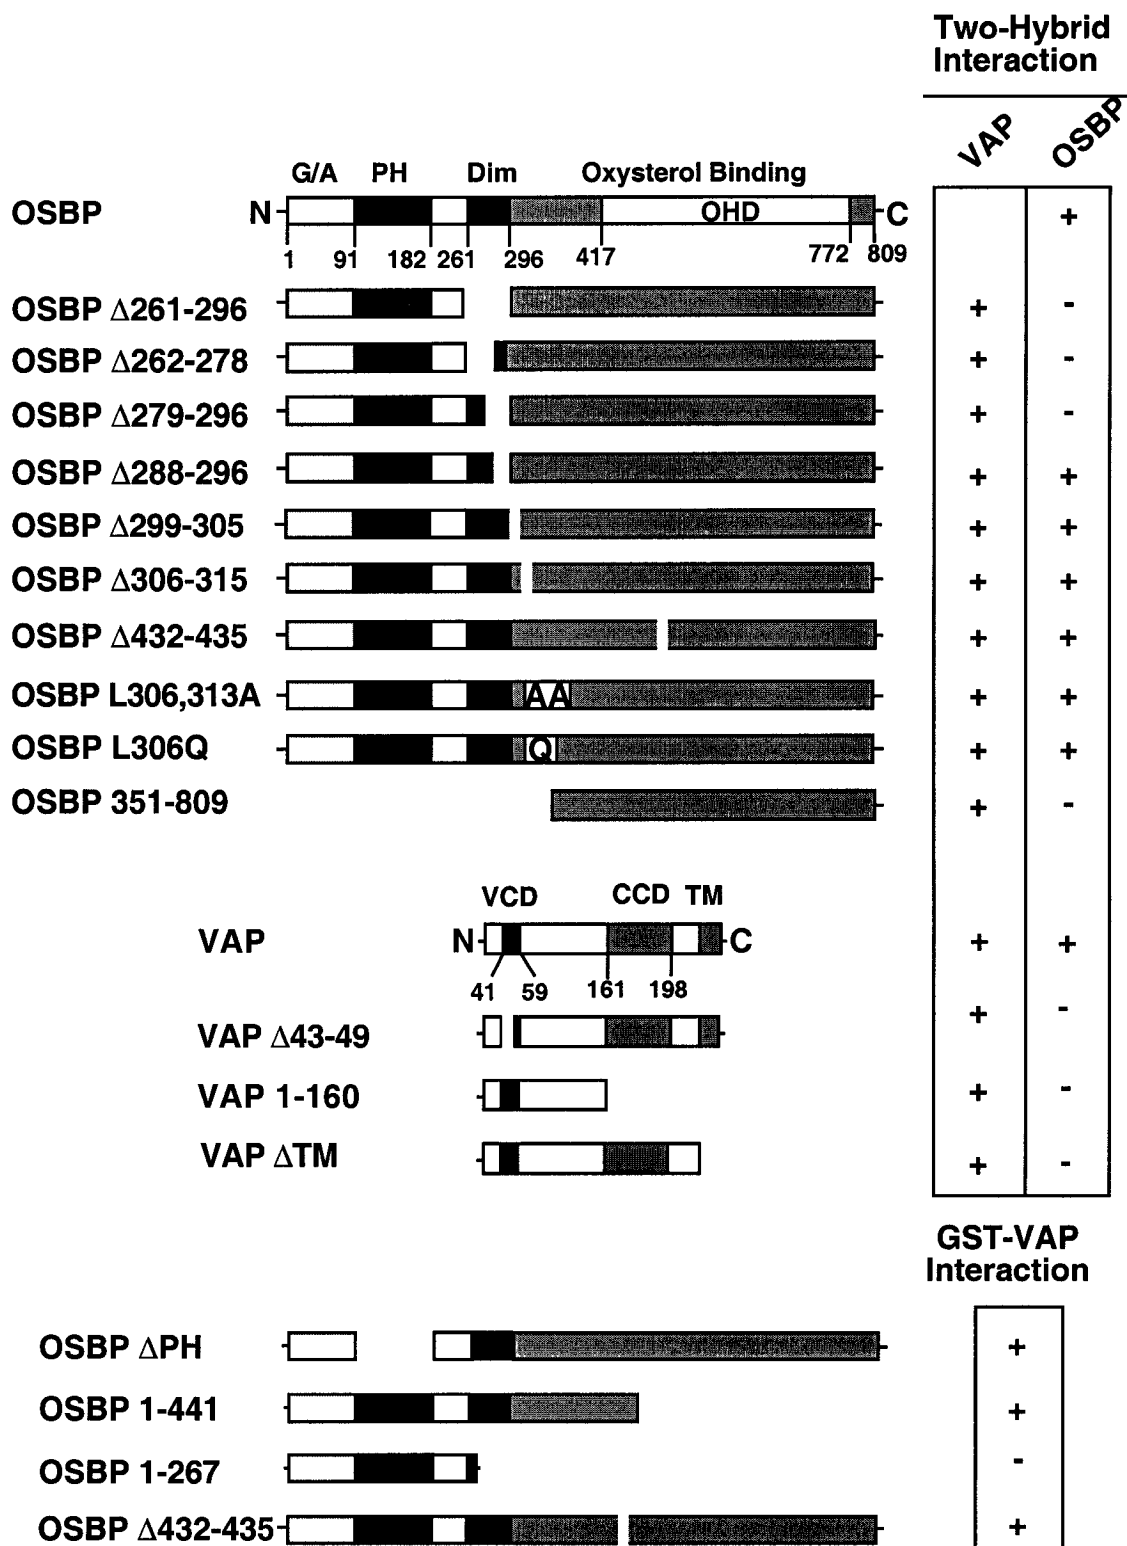 Two-Hybrid
Interaction
VAP OSBP
G/A PH Dim Oxysterol Binding
OSBP N OHD C +
1 91 182 261 296 417 772 809
OSBP Δ261-296 + -
OSBP Δ262-278 + -
OSBP Δ279-296 + -
OSBP Δ288-296 + +
OSBP Δ299-305 + +
OSBP Δ306-315 + +
OSBP Δ432-435 + +
OSBP L306,313A AA + +
OSBP L306Q Q + +
OSBP 351-809 + -
VCD CCD TM
VAP N C + +
41 59 161 198
VAP Δ43-49 + -
VAP 1-160 + -
VAP ΔTM + -
GST-VAP
Interaction
OSBP ΔPH +
OSBP 1-441 +
OSBP 1-267 -
OSBP Δ432-435 +